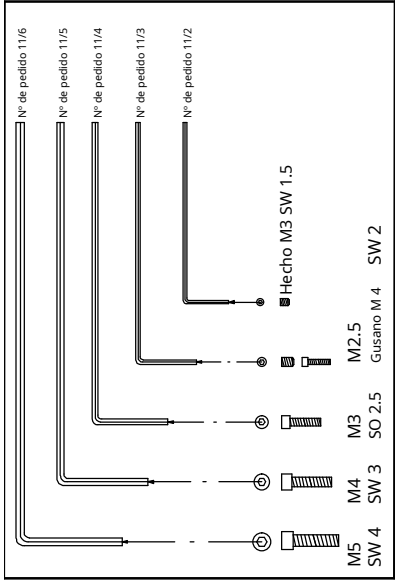 Nº de pedido 11/6
Nº de pedido 11/5
Nº de pedido 11/4
Nº de pedido 11/3
Nº de pedido 11/2
Hecho M3 SW 1.5
M5
SW 4
M4
SW 3
M3
SO 2.5
M2.5
Gusano M 4 SW 2